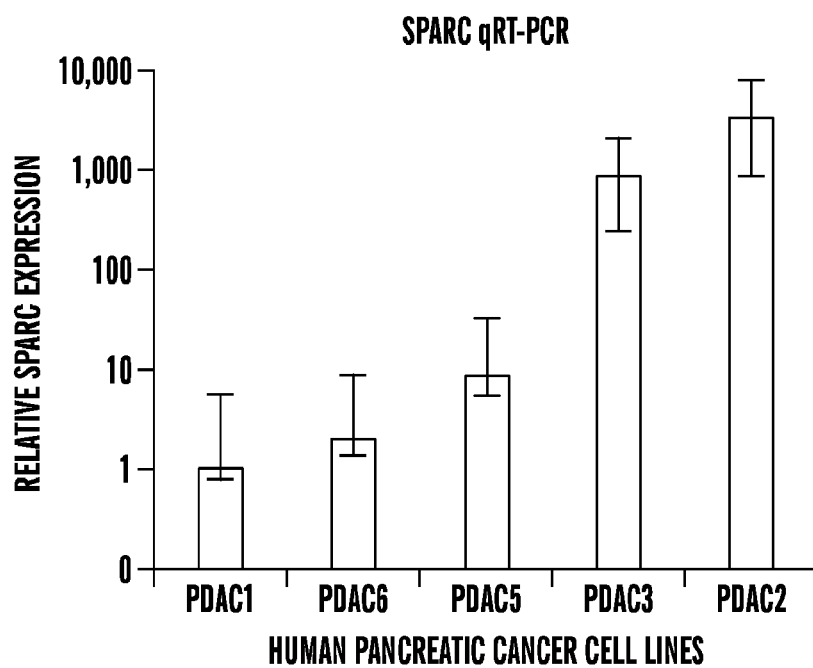 SPARC qRT-PCR
RELATIVE SPARC EXPRESSION
10,000
1,000
100
10
1
0
PDAC1 PDAC6 PDAC5 PDAC3 PDAC2
HUMAN PANCREATIC CANCER CELL LINES